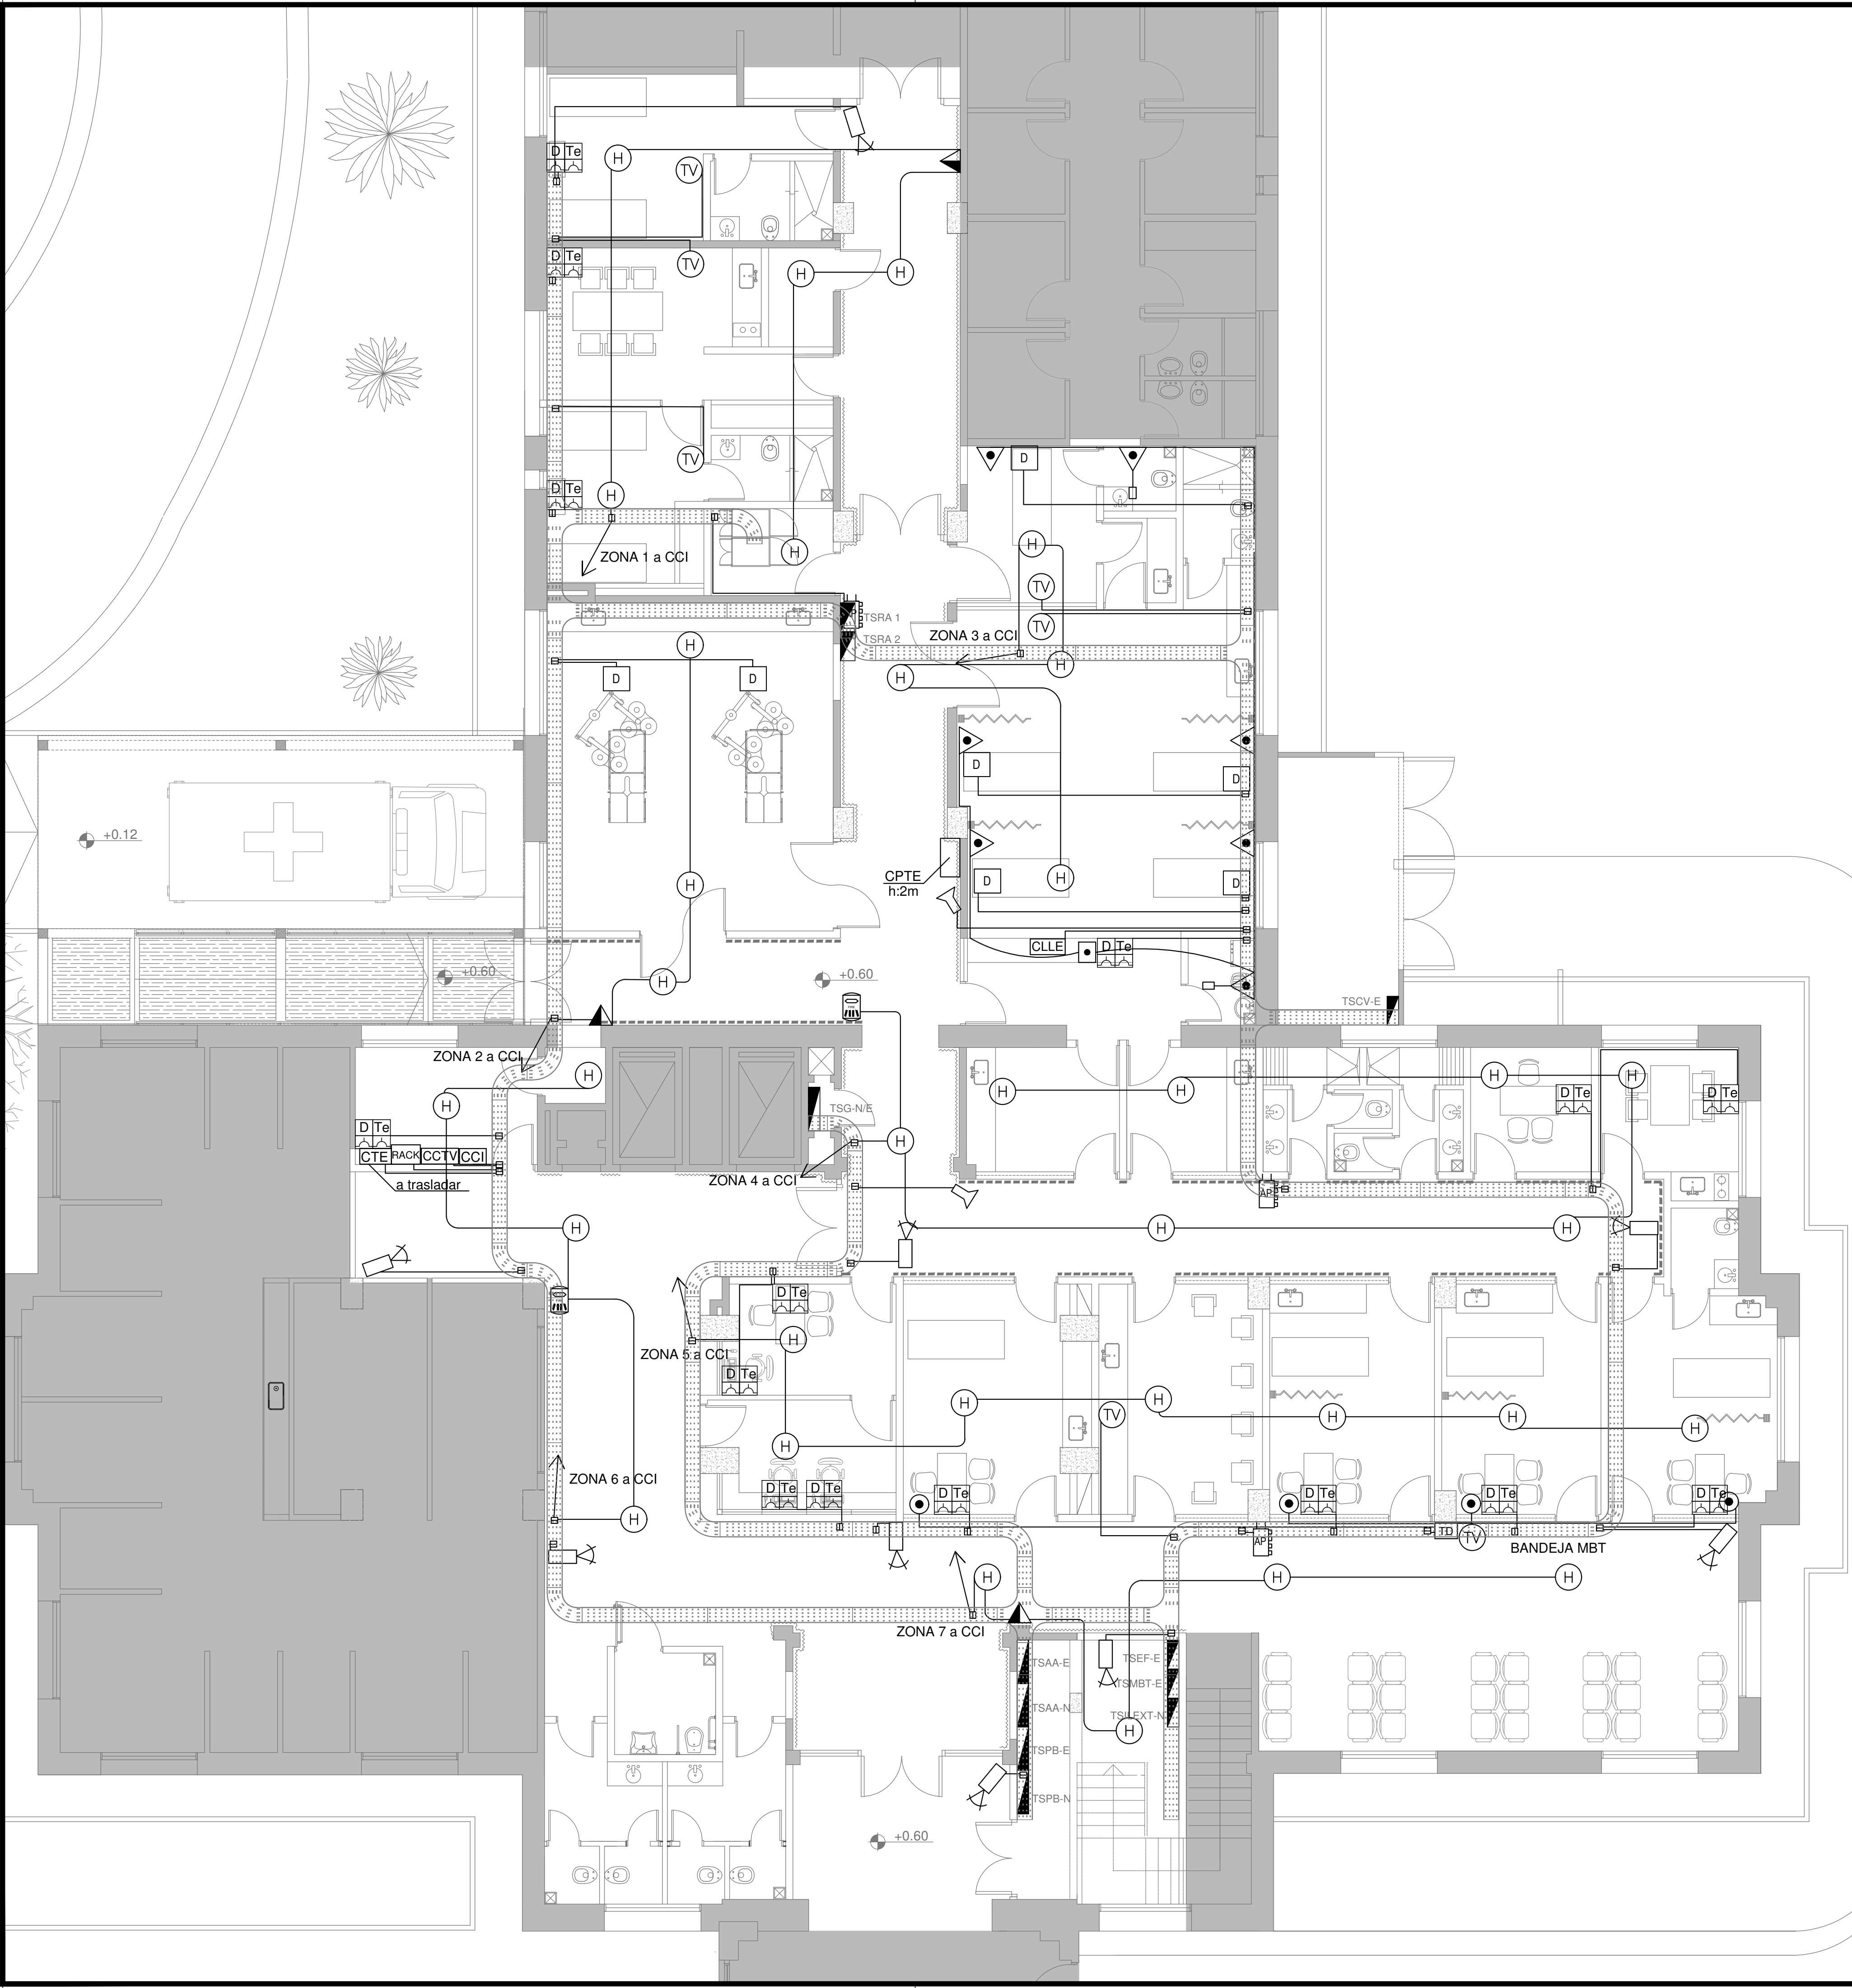 D Te
H
TV
D Te
TV
H
H
TV
D Te
H
D
H
ZONA 1 a CCI
H
TV
TSRA 1
TSRA 2
TV
ZONA 3 a CCI
H
H
H
D
D
D
D
+0.12
CPTE
h:2m
H
H
D
D
CLLE
D Te
+0.60
H
+0.60
TSCV-E
ZONA 2 a CCI
H
H
H
H
H
H
D Te
D Te
TSG-N/E
D Te
H
CTE
RACK
CCTV
CCI
a trasladar
ZONA 4 a CCI
AP
H
H
H
D Te
H
ZONA 5 a CCI
D Te
H
H
TV
H
H
H
H
ZONA 6 a CCI
D Te
D Te
D Te
D Te
D Te
D Te
H
AP
TD
TV
BANDEJA MBT
H
H
H
ZONA 7 a CCI
TSAA-E
TSEF-E
TSMBT-E
TSAA-N
TSILEXT-N
H
TSPB-E
TSPB-N
+0.60